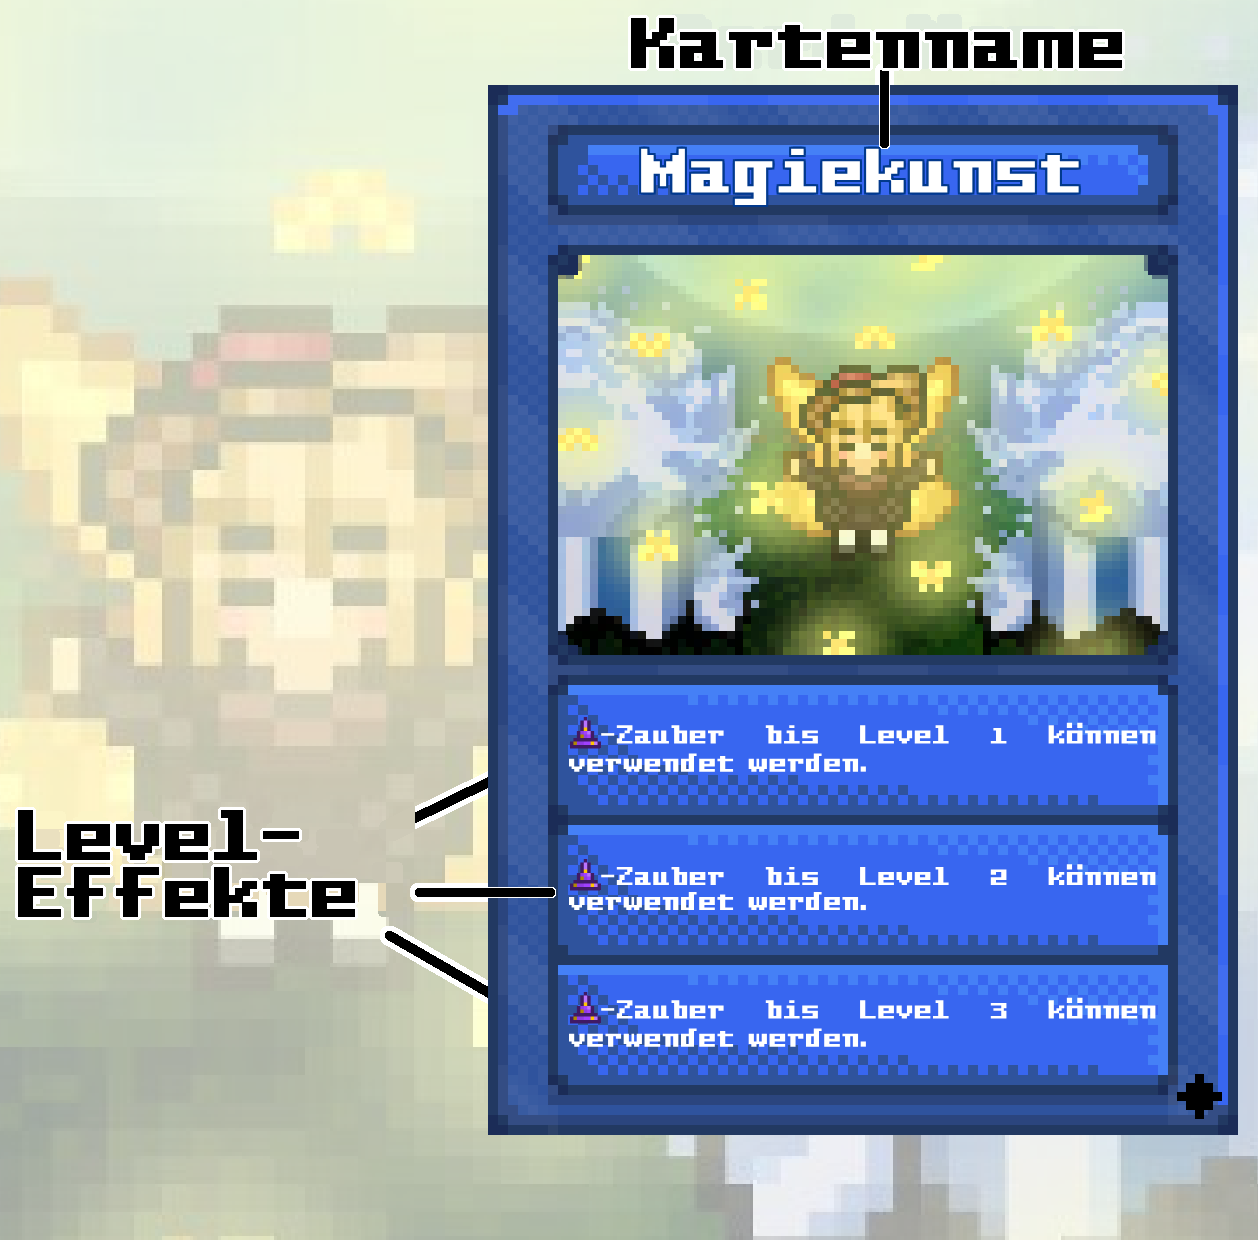 Kartenname
Magiekunst
-Zauber bis Level 1 können
verwendet werden.
Level-
Effekte
-Zauber bis Level 2 können
verwendet werden.
-Zauber bis Level 3 können
verwendet werden.